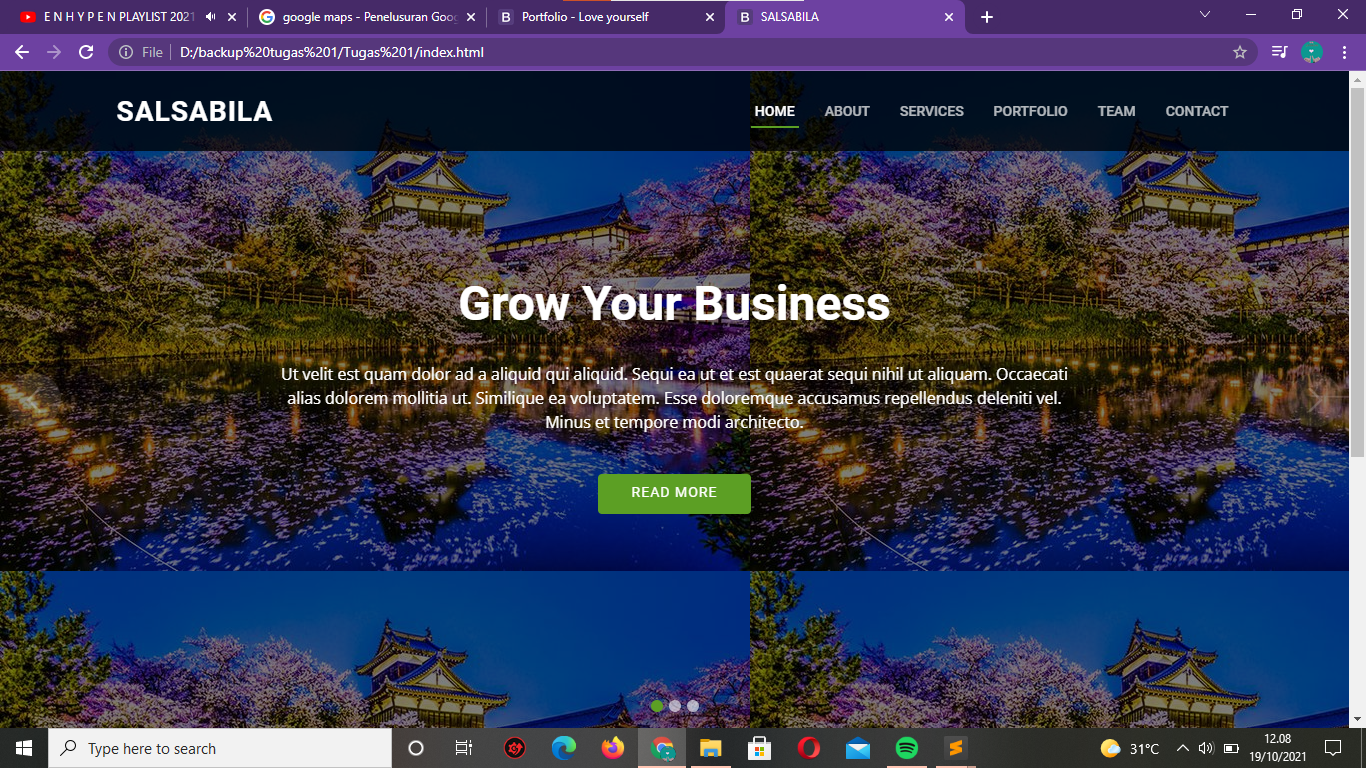 E N H Y P E N PLAYLIST 2021
google maps - Penelusuran Goog
Portfolio - Love yourself
SALSABILA
File
D:/backup%20tugas%201/Tugas%201/index.html
SALSABILA
HOME
ABOUT
SERVICES
PORTFOLIO
TEAM
CONTACT
Grow Your Business
Ut velit est quam dolor ad a aliquid qui aliquid. Sequi ea ut et est quaerat sequi nihil ut aliquam. Occaecati
alias dolorem mollitia ut. Similique ea voluptatem. Esse doloremque accusamus repellendus deleniti vel.
Minus et tempore modi architecto.
READ MORE
Type here to search
31°C
12.08
19/10/2021